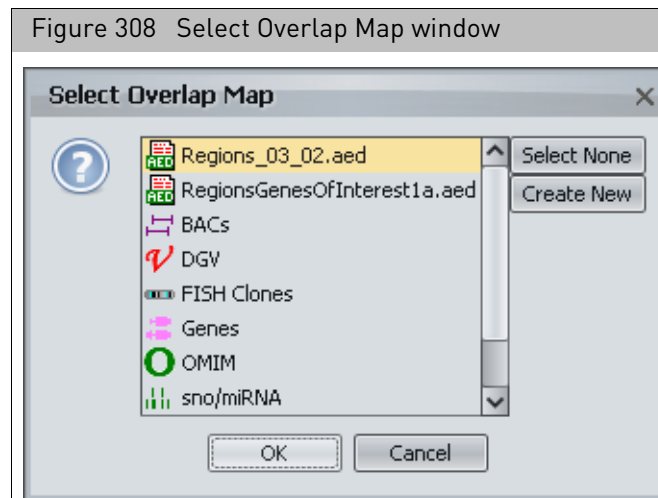 Figure 308 Select Overlap Map window
Select Overlap Map
Regions_03_02.aed
RegionsGenesOfInterest1a.aed
BACs
DGV
FISH Clones
Genes
OMIM
sno/miRNA
Select None
Create New
OK
Cancel